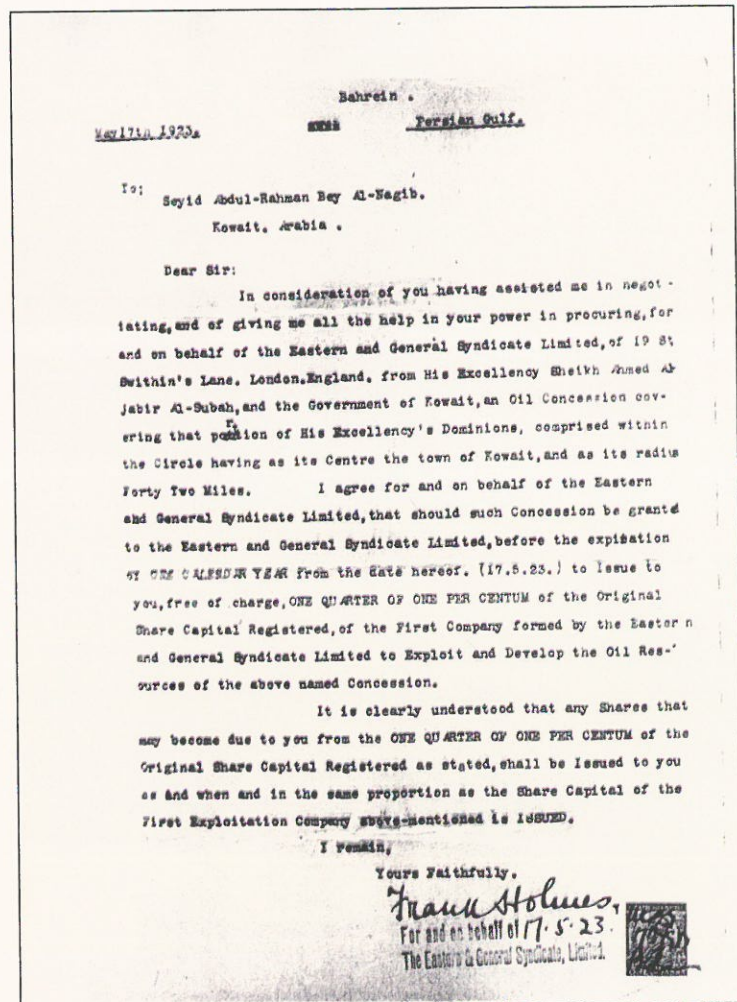 Bahrein .
May 17th 1923.
Persian Gulf.
To;
Seyid Abdul-Rahman Bey Al-Nagib.
Kowait. Arabia .
Dear Sir:
In consideration of you having assisted me in negot -
iating,and of giving me all the help in your power in procuring,for
and on behalf of the Eastern and General Syndicate Limited,of 19 St
Swithin's Lane. London.England. from His Excellency Sheikh Ahmed Al-
jabir Al-Subah,and the Government of Kowait,an Oil Concession cov-
ering that portion of His Excellency's Dominions, comprised within
the Circle having as its Centre the town of Kowait,and as its radius
Forty Two Miles. I agree for and on behalf of the Eastern
and General Syndicate Limited,that should such Concession be granted
to the Eastern and General Syndicate Limited,before the expiration
of ONE CALENDAR YEAR from the date hereof. (17.5.23.) to Issue to
you,free of charge,ONE QUARTER OF ONE PER CENTUM of the Original
Share Capital Registered,of the First Company formed by the Eastern
and General Syndicate Limited to Exploit and Develop the Oil Res-
ources of the above named Concession.
It is clearly understood that any Shares that
may become due to you from the ONE QUARTER OF ONE PER CENTUM of the
Original Share Capital Registered as stated,shall be Issued to you
as and when and in the same proportion as the Share Capital of the
First Exploitation Company above-mentioned is ISSUED.
I remain,
Yours Faithfully.
Frank Holmes,
For and on behalf of 17.5.23.
The Eastern & General Syndicate, Limited.